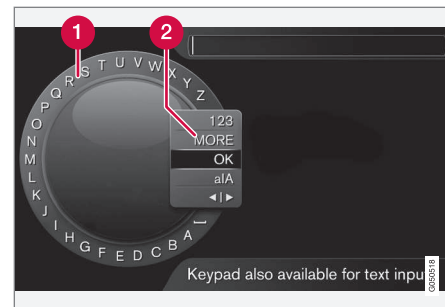 1
2
A B C D E F G H I J K L M N O P Q R S T U V W X Y Z
123
MORE
OK
a|A
Keypad also available for text inpu
G050518